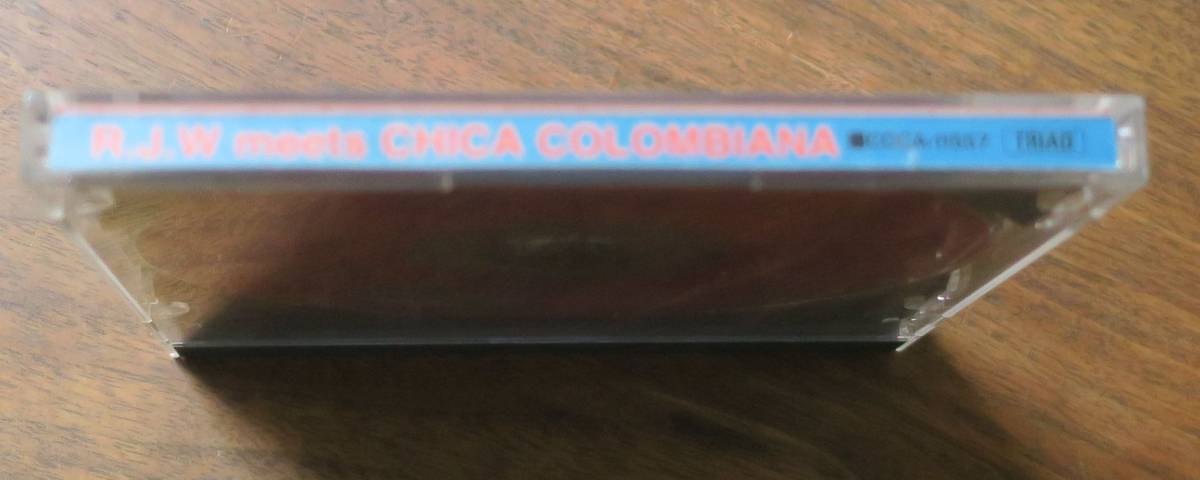 R.J.W meets CHICA COLOMBIANA TRIAD